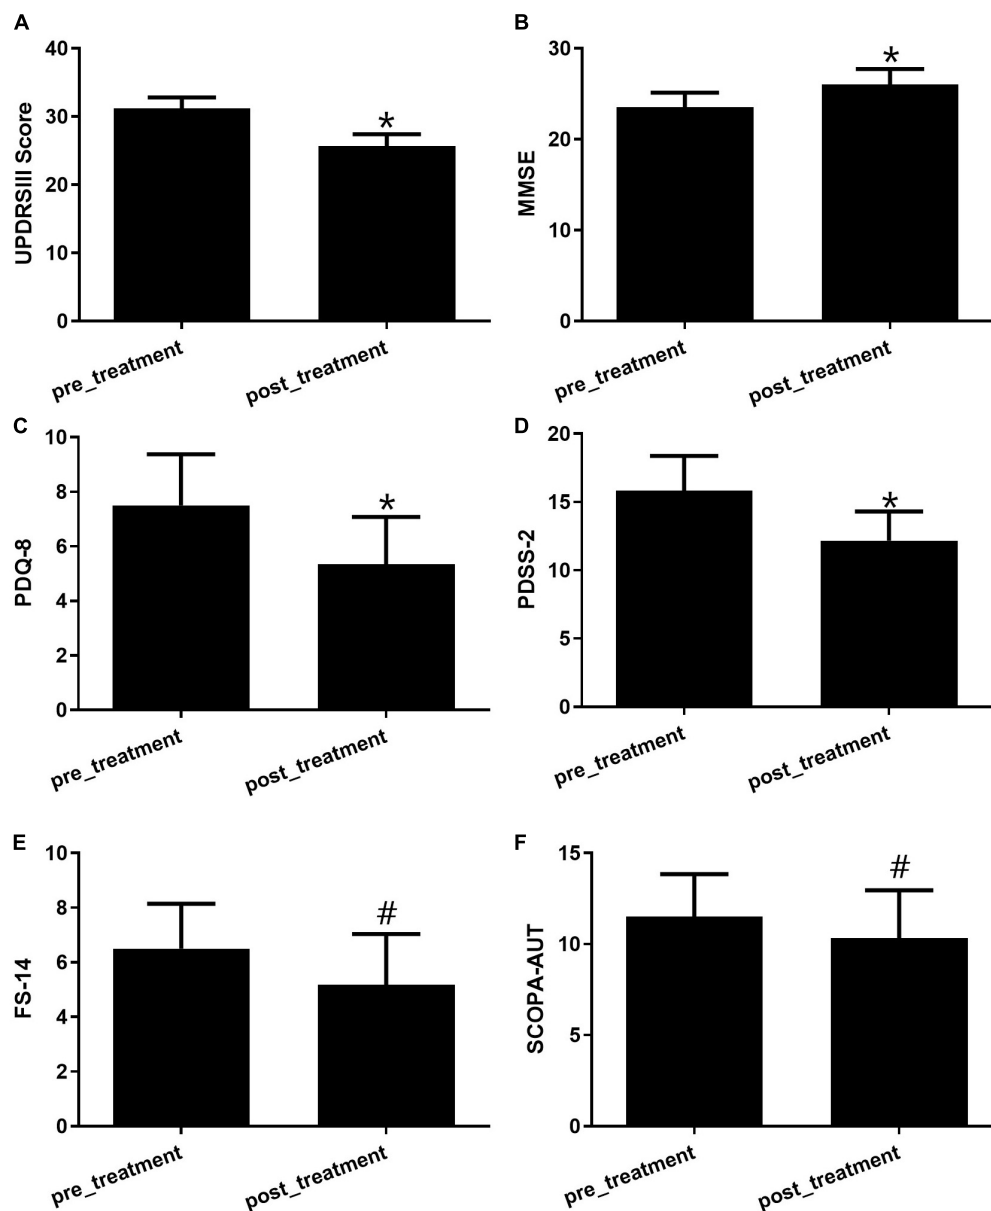 A
UPDRSIII Score
40
30
20
10
0
*
pre_treatment
post_treatment
B
MMSE
30
20
10
0
*
pre_treatment
post_treatment
C
PDQ-8
10
8
6
4
2
0
*
pre_treatment
post_treatment
D
PDSS-2
20
15
10
5
0
*
pre_treatment
post_treatment
E
FS-14
10
8
6
4
2
0
#
pre_treatment
post_treatment
F
SCOPA-AUT
15
10
5
0
#
pre_treatment
post_treatment